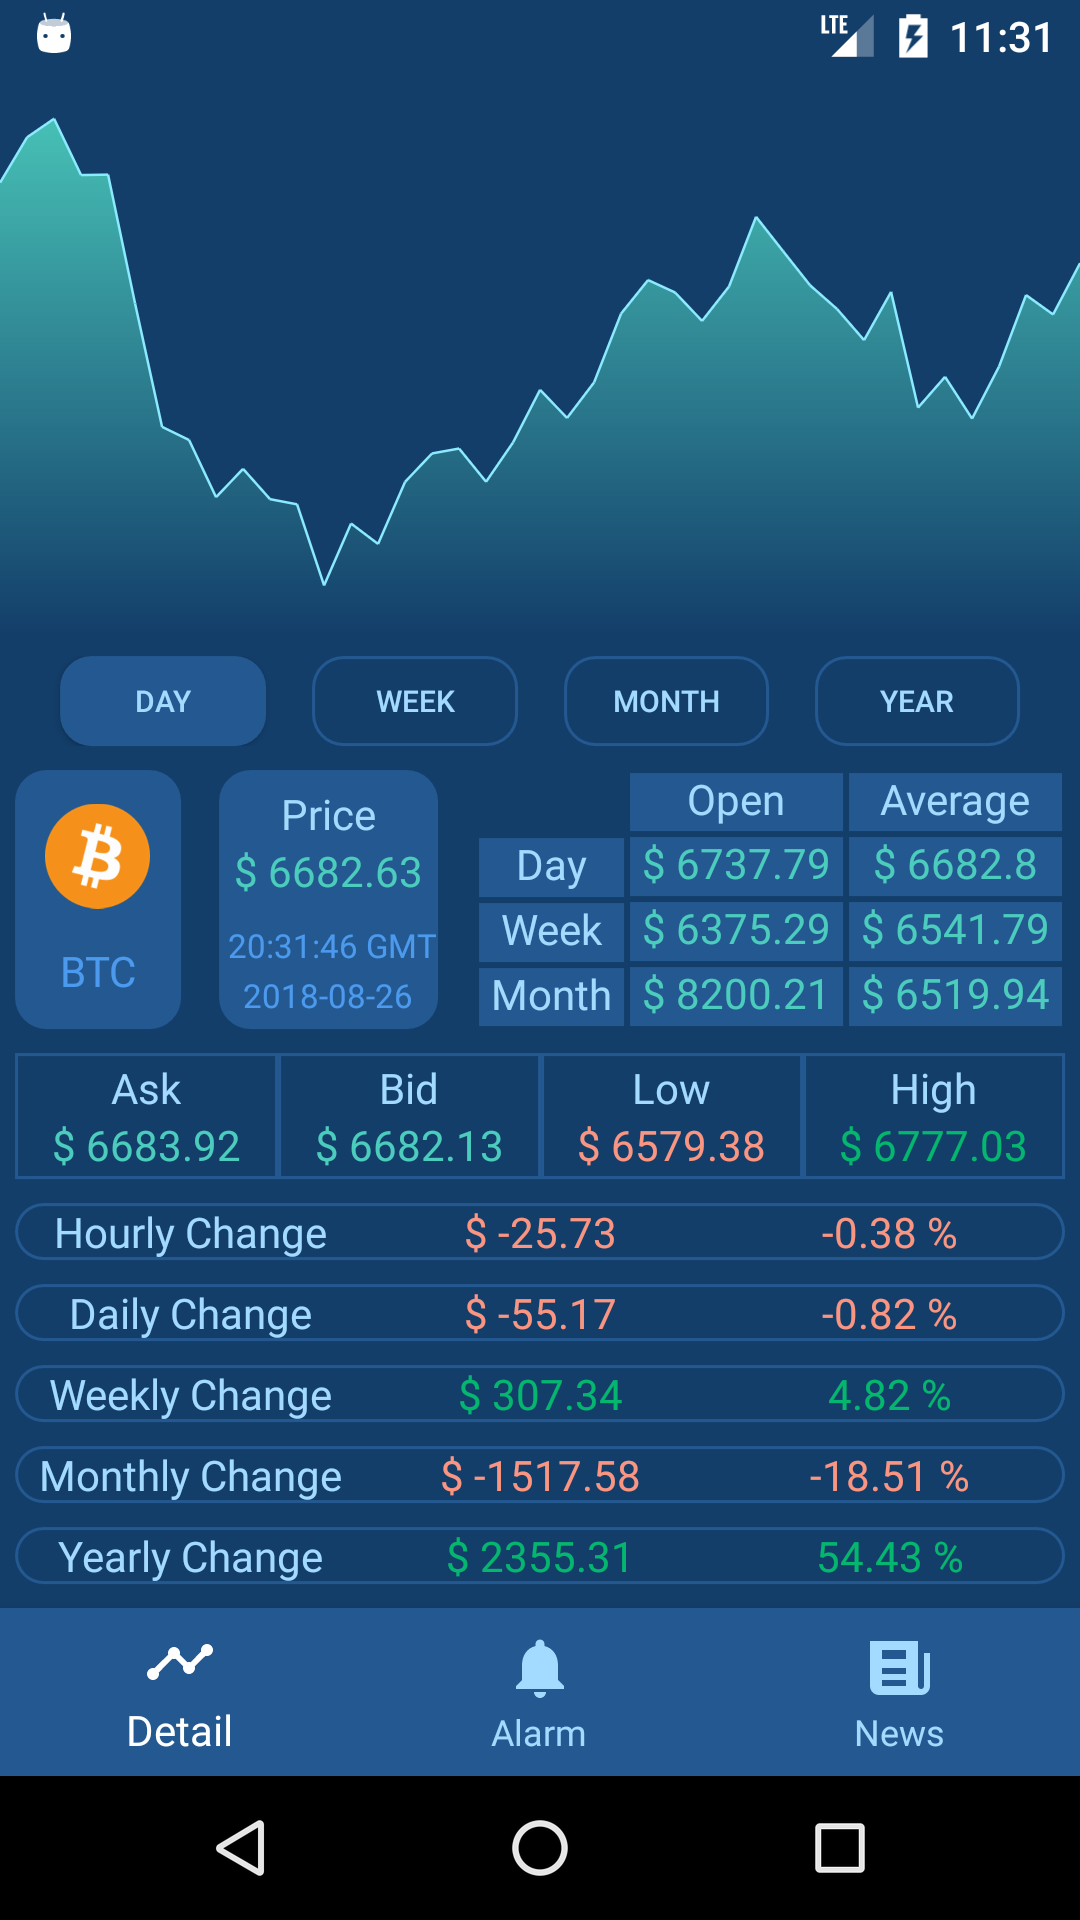 LTE 11:31
DAY WEEK MONTH YEAR
BTC
Price
$ 6682.63
20:31:46 GMT
2018-08-26
Open Average
Day $ 6737.79 $ 6682.8
Week $ 6375.29 $ 6541.79
Month $ 8200.21 $ 6519.94
Ask Bid Low High
$ 6683.92 $ 6682.13 $ 6579.38 $ 6777.03
Hourly Change $ -25.73 -0.38 %
Daily Change $ -55.17 -0.82 %
Weekly Change $ 307.34 4.82 %
Monthly Change $ -1517.58 -18.51 %
Yearly Change $ 2355.31 54.43 %
Detail Alarm News